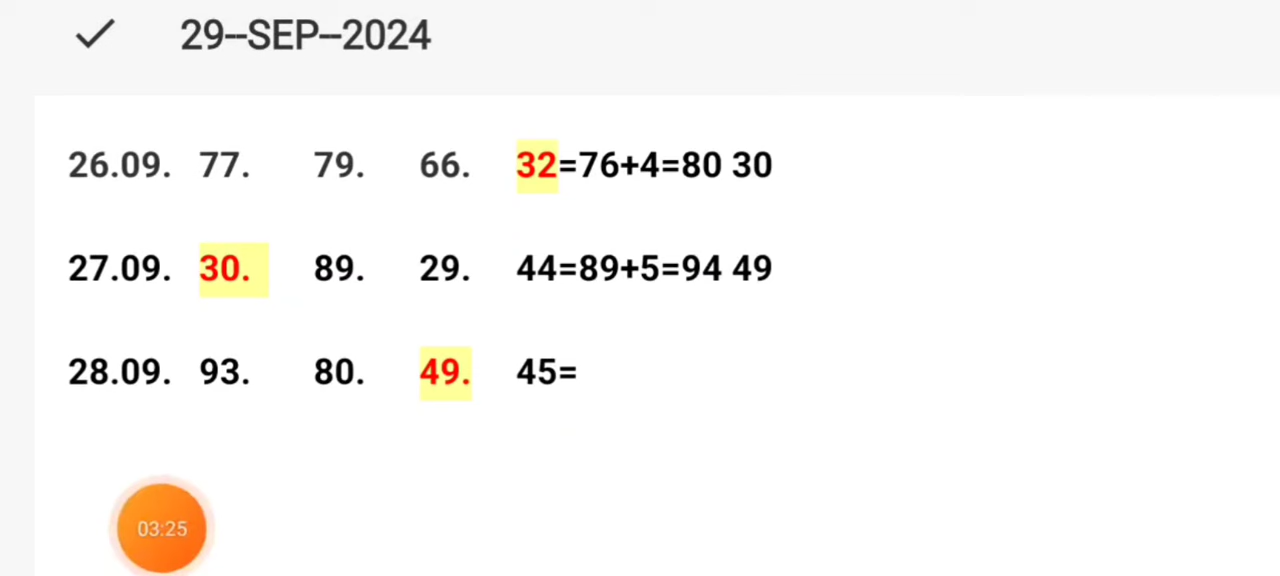 29--SEP--2024
26.09. 77. 79. 66. 32=76+4=80 30
27.09. 30. 89. 29. 44=89+5=94 49
28.09. 93. 80. 49. 45=
03:25